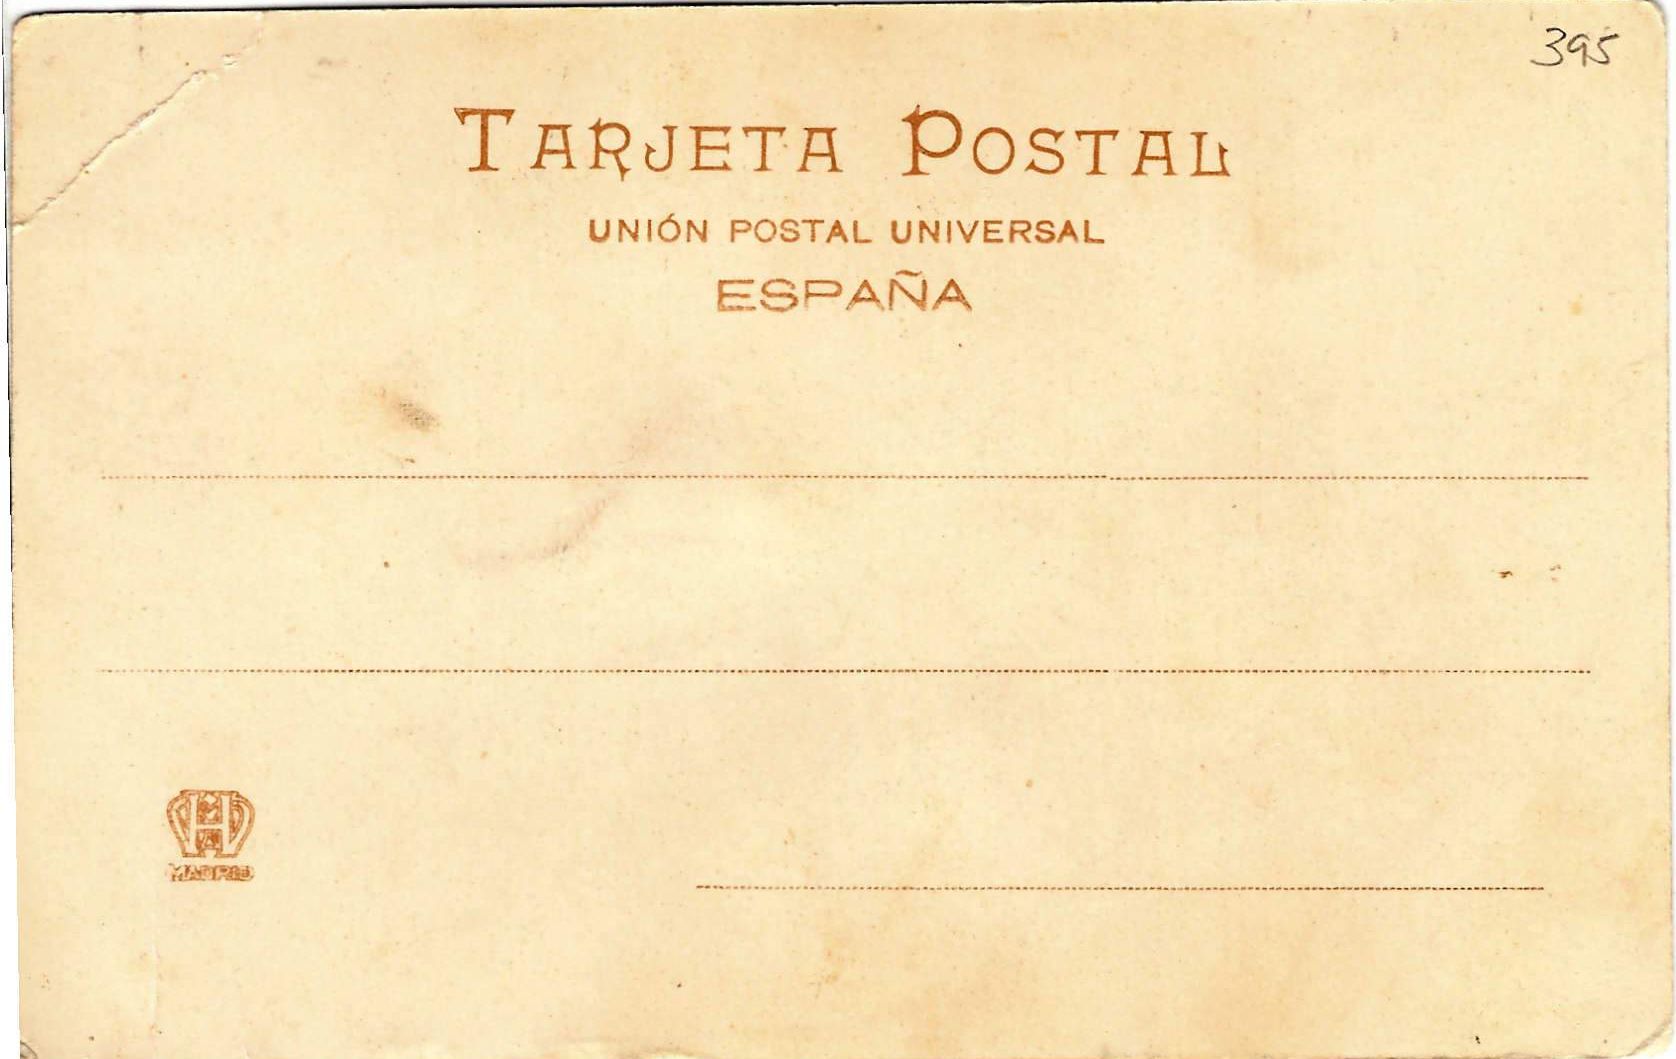 395
TARJETA POSTAL
UNIÓN POSTAL UNIVERSAL
ESPAÑA
H
MADRID